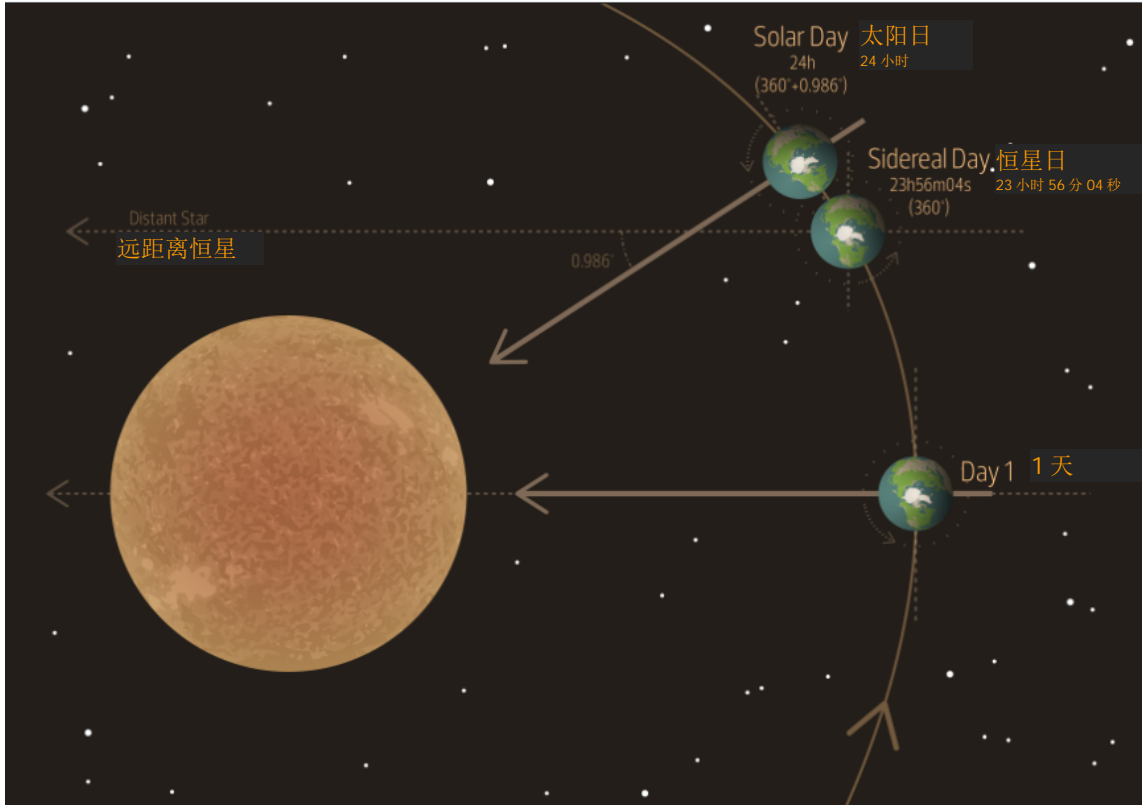 Solar Day 太阳日
24h 24 小时
(360°+0.986°)
Sidereal Day 恒星日
23h56m04s 23 小时 56 分 04 秒
(360°)
Distant Star
远距离恒星
0.986°
Day 1 1 天